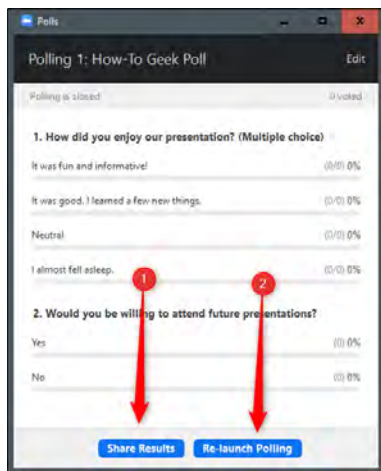 Polls
Polling 1: How-To Geek Poll Edit
Polling is closed 0 voted
1. How did you enjoy our presentation? (Multiple choice)
It was fun and informative! (0/0) 0%
It was good. I learned a few new things. (0/0) 0%
Neutral (0/0) 0%
I almost fell asleep. (0/0) 0%
1
2
2. Would you be willing to attend future presentations?
Yes (0) 0%
No (0) 0%
Share Results Re-launch Polling